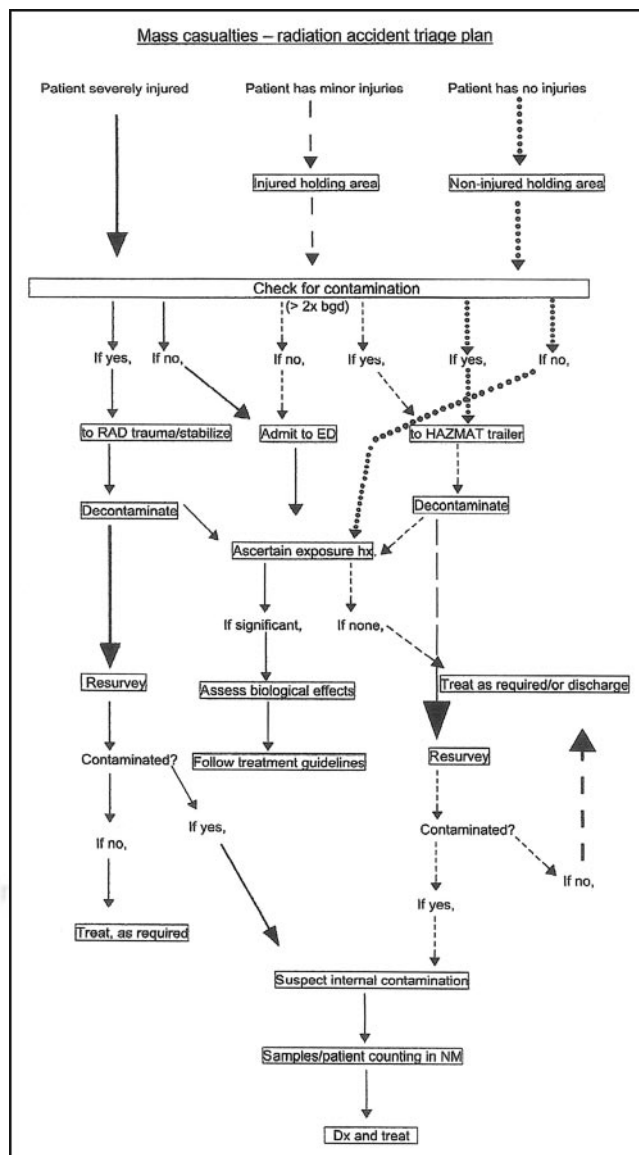 Mass casualties – radiation accident triage plan
Patient severely injured
Patient has minor injuries
Patient has no injuries
Injured holding area
Non-injured holding area
Check for contamination
(> 2x bgd)
If yes,
If no,
If no,
If yes,
If yes,
If no,
to RAD trauma/stabilize
Admit to ED
to HAZMAT trailer
Decontaminate
Decontaminate
Ascertain exposure hx.
If significant,
If none,
Resurvey
Assess biological effects
Treat as required/or discharge
Contaminated?
Follow treatment guidelines
Resurvey
If no,
If yes,
Contaminated?
If no,
If yes,
Treat, as required
Suspect internal contamination
Samples/patient counting in NM
Dx and treat